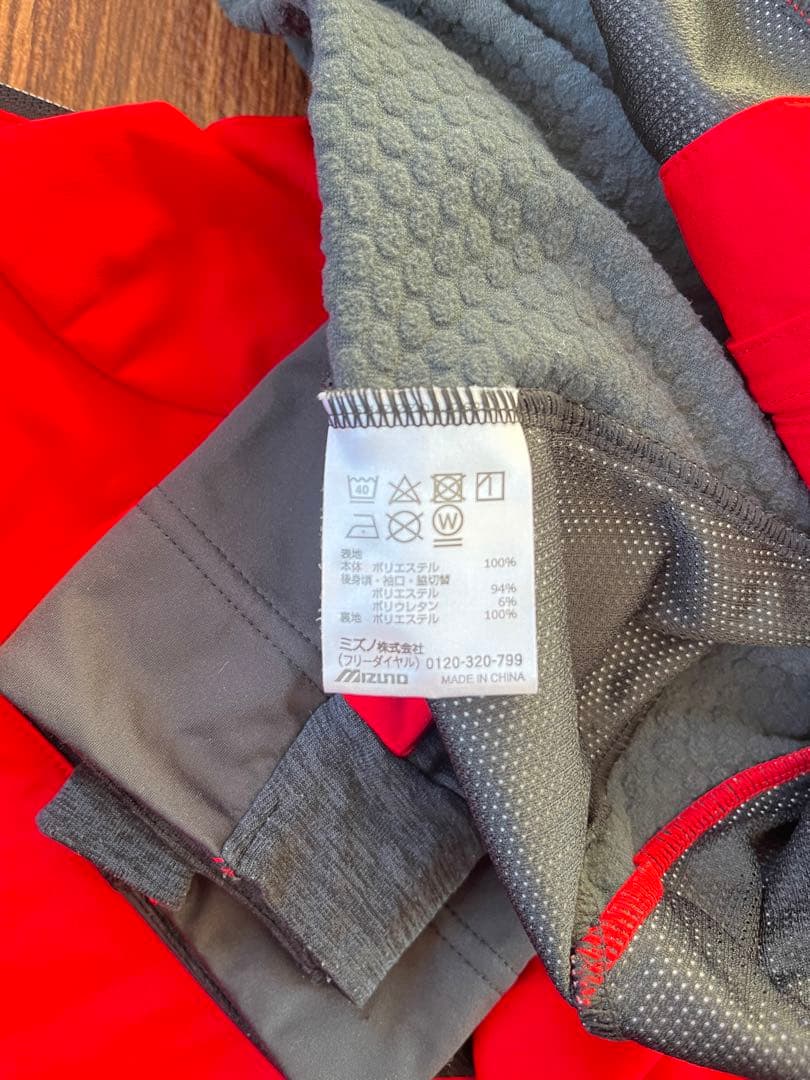 40
W
表地
本体 ポリエステル 100%
後身頃・袖口・脇切替
ポリエステル 94%
ポリウレタン 6%
裏地 ポリエステル 100%
ミズノ株式会社
(フリーダイヤル) 0120-320-799
MIZUNO MADE IN CHINA